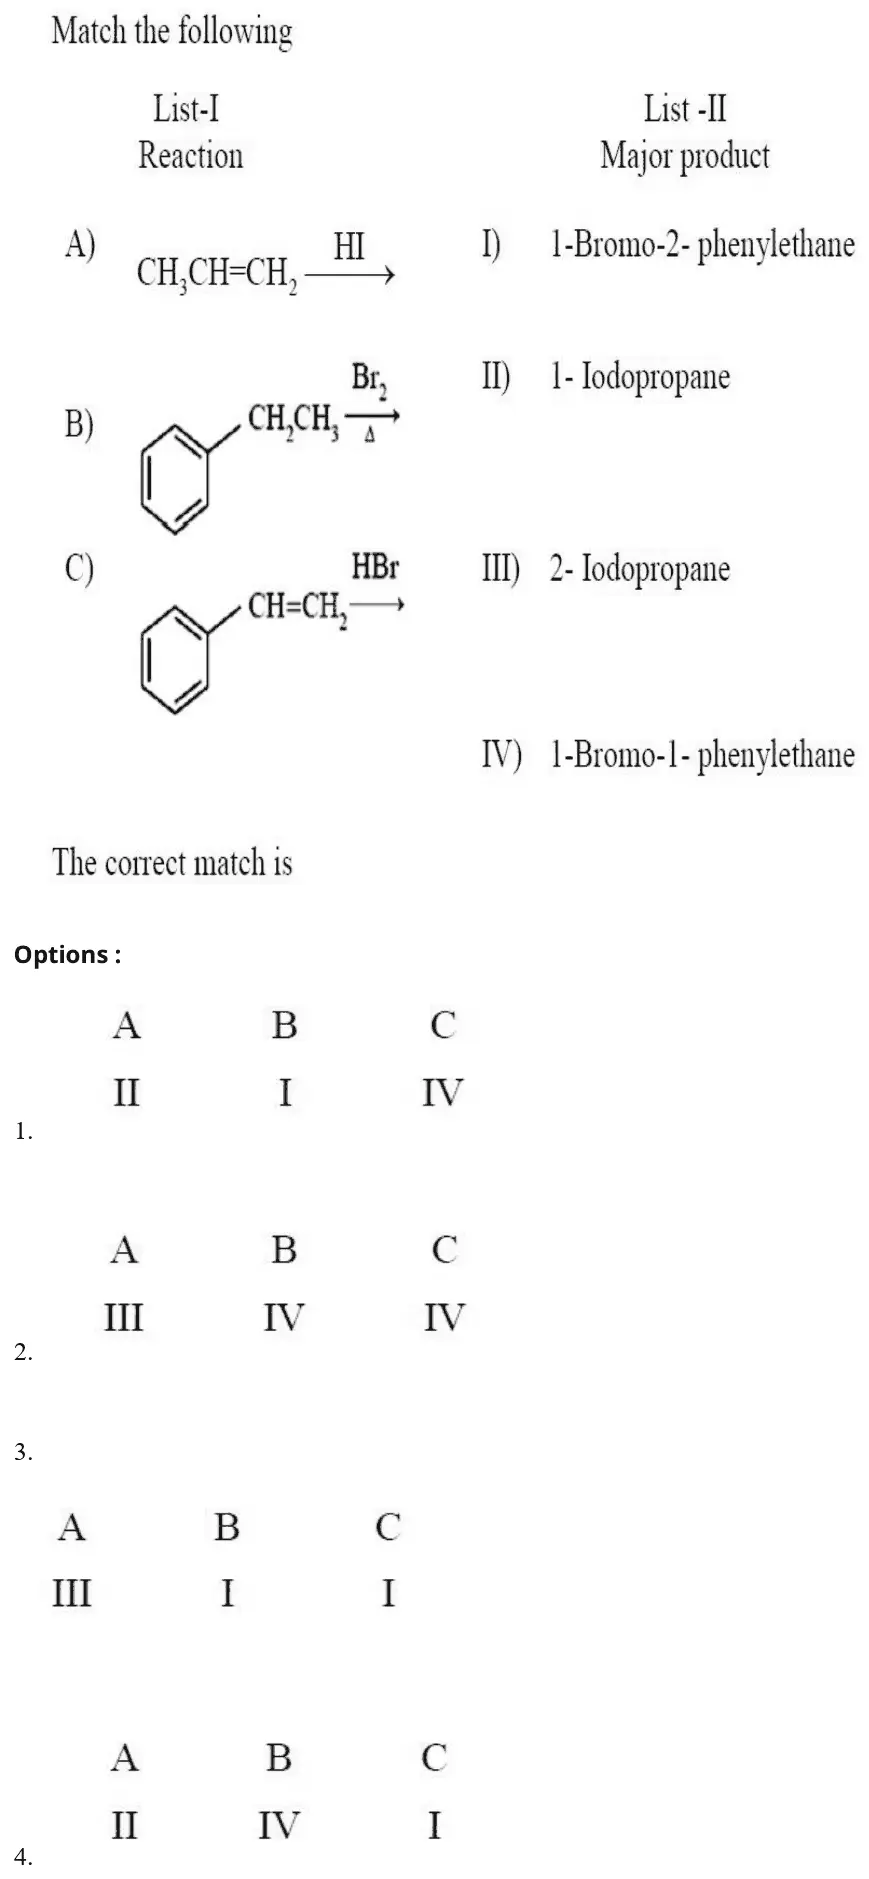 Match the following
List-I List -II
Reaction Major product
A) CH₃CH=CH₂ HI I) 1-Bromo-2- phenylethane
B) CH₂CH₃ Br₂ Δ II) 1- Iodopropane
C) CH=CH₂ HBr III) 2- Iodopropane
IV) 1-Bromo-1- phenylethane
The correct match is
Options :
A B C
II I IV
1.
A B C
III IV IV
2.
3.
A B C
III I I
A B C
II IV I
4.